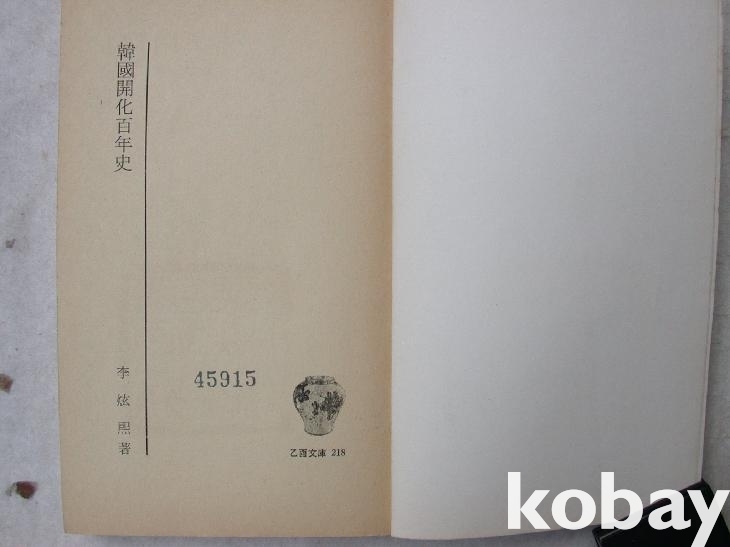 韓國開化百年史
李炫熙著
45915
乙酉文庫 218
kobay